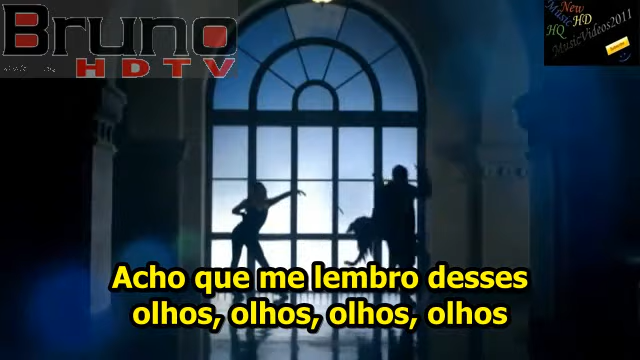 Bruno
HDTV
New
Music HD
HQ MusicVideos2011
Acho que me lembro desses
olhos, olhos, olhos, olhos